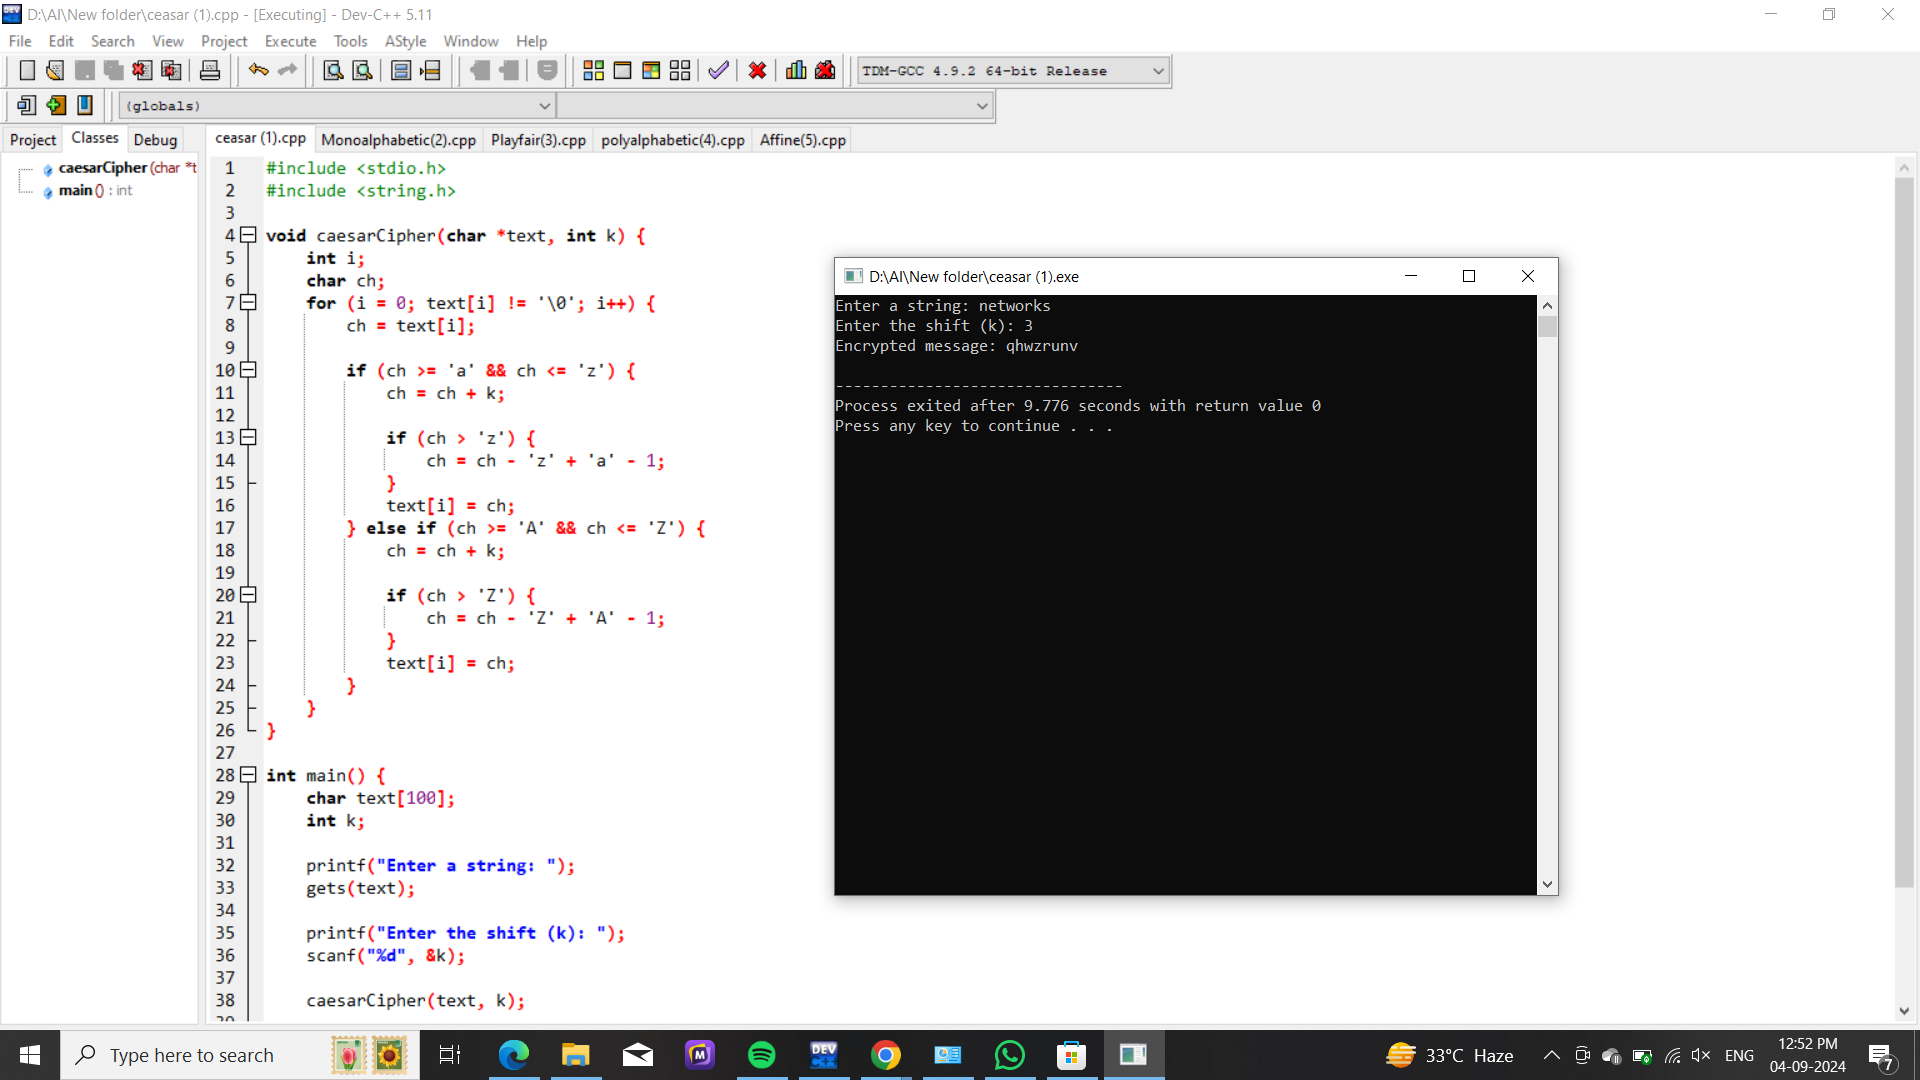 D:\AI\New folder\ceasar (1).cpp - [Executing] - Dev-C++ 5.11
File Edit Search View Project Execute Tools AStyle Window Help
TDM-GCC 4.9.2 64-bit Release
(globals)
Project Classes Debug
ceasar (1).cpp Monoalphabetic(2).cpp Playfair(3).cpp polyalphabetic(4).cpp Affine(5).cpp
caesarCipher (char *t
main () : int
1 #include <stdio.h>
2 #include <string.h>
3
4 void caesarCipher(char *text, int k) {
5 int i;
6 char ch;
7 for (i = 0; text[i] != '\0'; i++) {
8 ch = text[i];
9
10 if (ch >= 'a' && ch <= 'z') {
11 ch = ch + k;
12
13 if (ch > 'z') {
14 ch = ch - 'z' + 'a' - 1;
15 }
16 text[i] = ch;
17 } else if (ch >= 'A' && ch <= 'Z') {
18 ch = ch + k;
19
20 if (ch > 'Z') {
21 ch = ch - 'Z' + 'A' - 1;
22 }
23 text[i] = ch;
24 }
25 }
26 }
27
28 int main() {
29 char text[100];
30 int k;
31
32 printf("Enter a string: ");
33 gets(text);
34
35 printf("Enter the shift (k): ");
36 scanf("%d", &k);
37
38 caesarCipher(text, k);
D:\AI\New folder\ceasar (1).exe
Enter a string: networks
Enter the shift (k): 3
Encrypted message: qhwzrunv
--------------------------------
Process exited after 9.776 seconds with return value 0
Press any key to continue . . .
Type here to search
DEV C++
33°C Haze
ENG
12:52 PM
04-09-2024
7